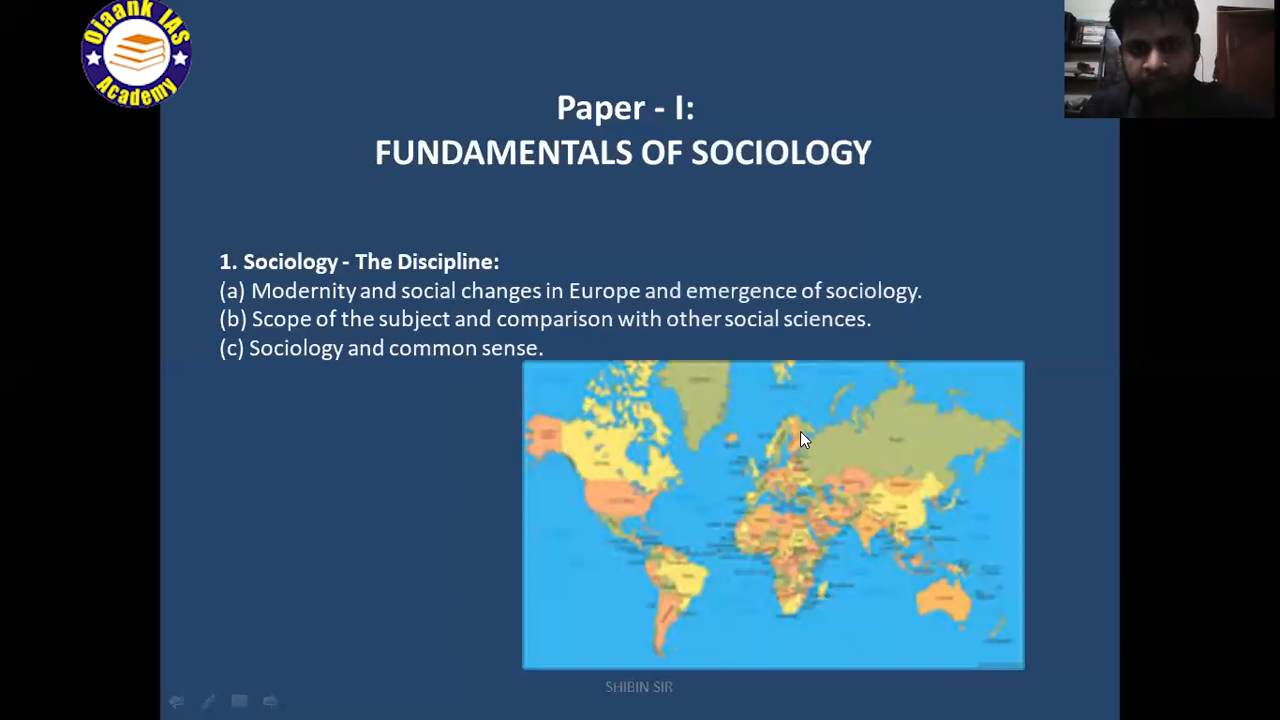 Ojaank IAS
Academy
Paper - I:
FUNDAMENTALS OF SOCIOLOGY
1. Sociology - The Discipline:
(a) Modernity and social changes in Europe and emergence of sociology.
(b) Scope of the subject and comparison with other social sciences.
(c) Sociology and common sense.
SHIBIN SIR